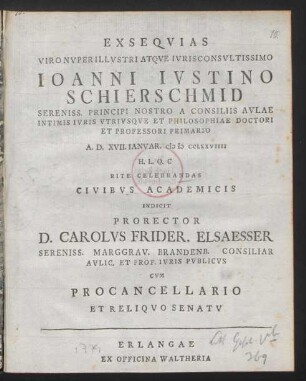 EXSEQVIAS
VIRO NVPER ILLVSTRI ATQVE IVRISCONSVLTISSIMO
IOANNI IVSTINO
SCHIERSCHMID
SERENISS. PRINCIPI NOSTRO A CONSILIIS AVLAE
INTIMIS IVRIS VTRIVSQVE ET PHILOSOPHIAE DOCTORI
ET PROFESSORI PRIMARIO
A. D. XVII. IANVAR.
H. L. Q. C
RITE CELEBRANDAS
CIVIBVS ACADEMICIS
INDICIT
PRORECTOR
D. CAROLVS FRIDER. ELSAESSER
SERENISS. MARGGRAV. BRANDENB. CONSILIAR
AVLIC. ET PROF. IVRIS PVBLICVS
CVM
PROCANCELLARIO
ET RELIQVO SENATV
ERLANGAE
EX OFFICINA WALTHERIA